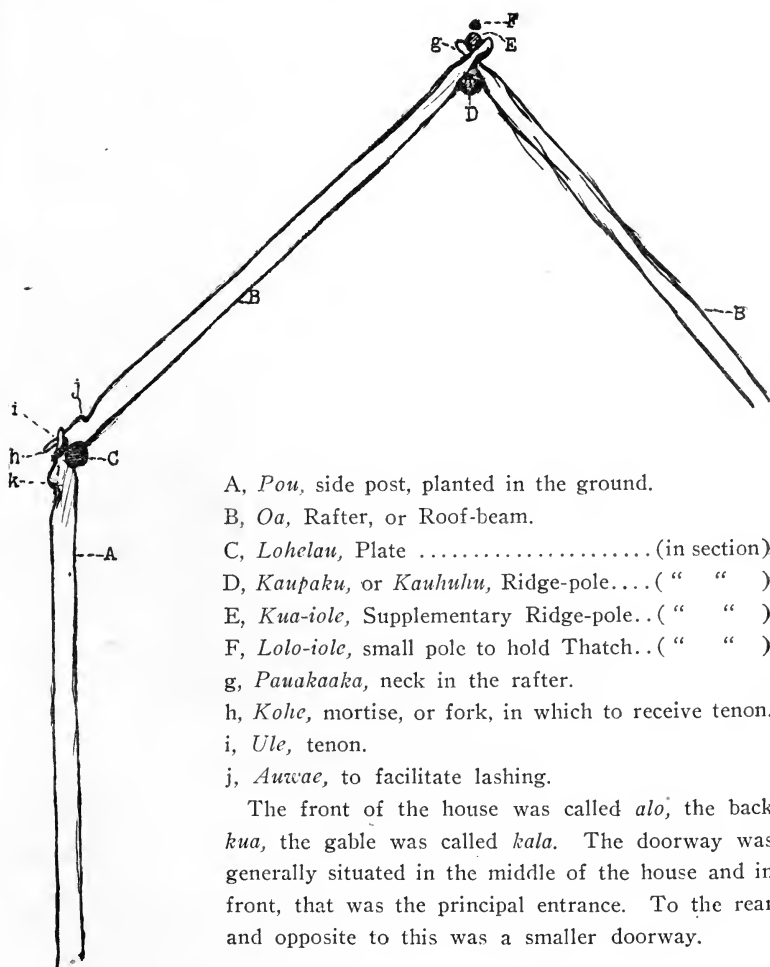 F
g
E
D
B
B
j
i
h
C
k
A
A, Pou, side post, planted in the ground.
B, Oa, Rafter, or Roof-beam.
C, Lohelau, Plate ...................... (in section)
D, Kaupaku, or Kauhuhu, Ridge-pole....( “ “ )
E, Kua-iole, Supplementary Ridge-pole..( “ “ )
F, Lolo-iole, small pole to hold Thatch..( “ “ )
g, Pauakaaka, neck in the rafter.
h, Kohe, mortise, or fork, in which to receive tenon.
i, Ule, tenon.
j, Auwae, to facilitate lashing.
The front of the house was called alo, the back
kua, the gable was called kala. The doorway was
generally situated in the middle of the house and in
front, that was the principal entrance. To the rear
and opposite to this was a smaller doorway.